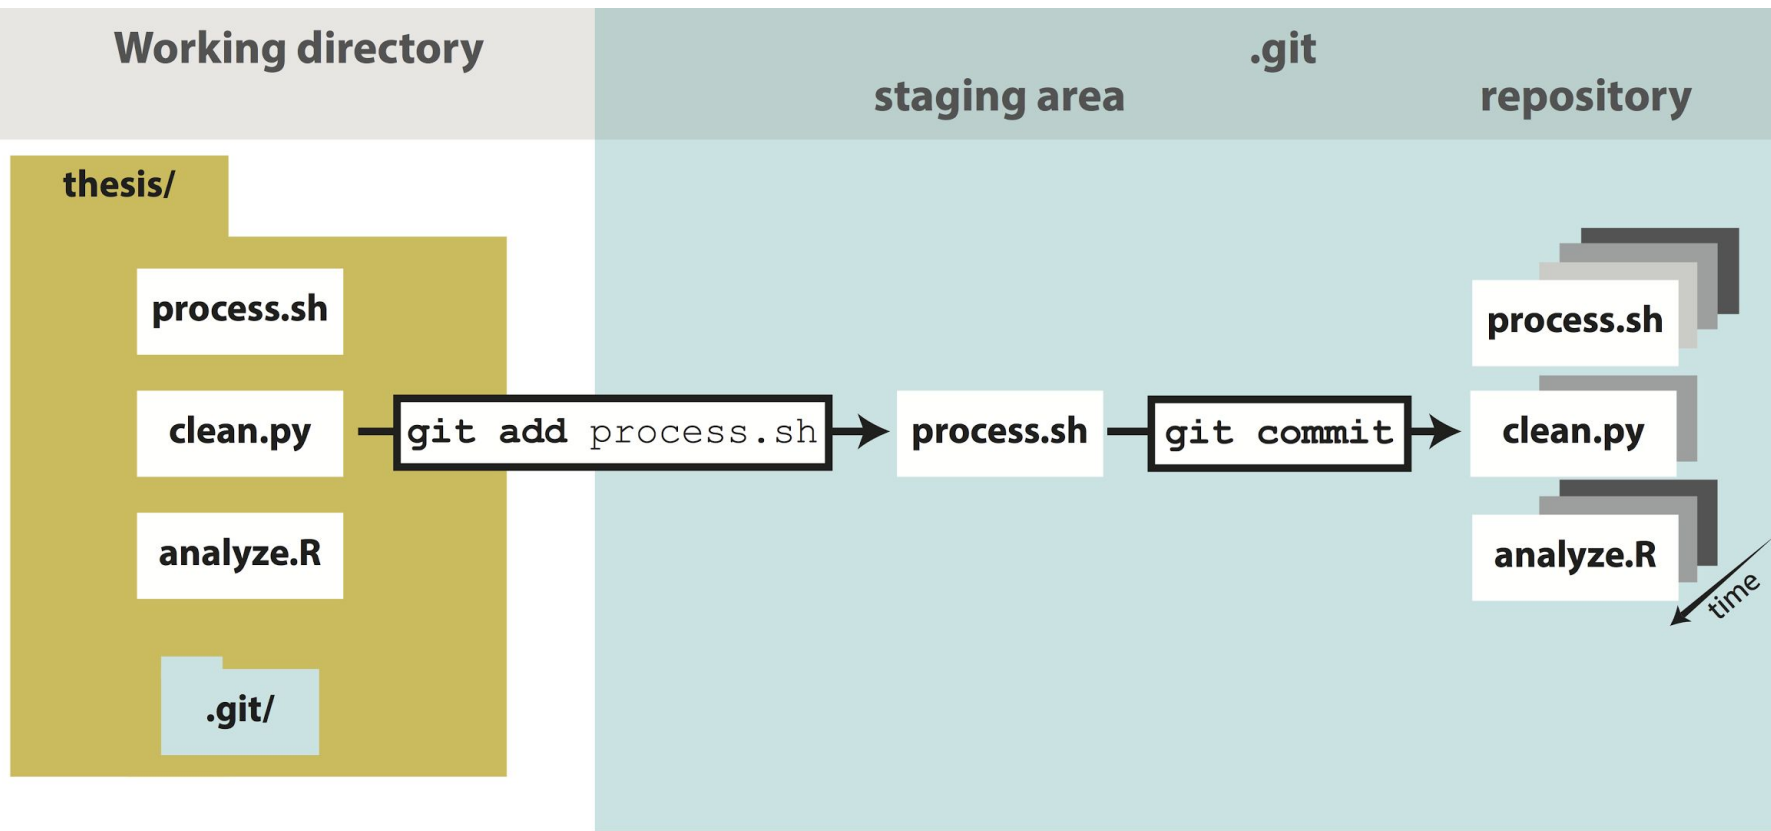 Working directory
.git
staging area
repository
thesis/
process.sh
clean.py
analyze.R
.git/
git add process.sh
process.sh
git commit
process.sh
clean.py
analyze.R
time